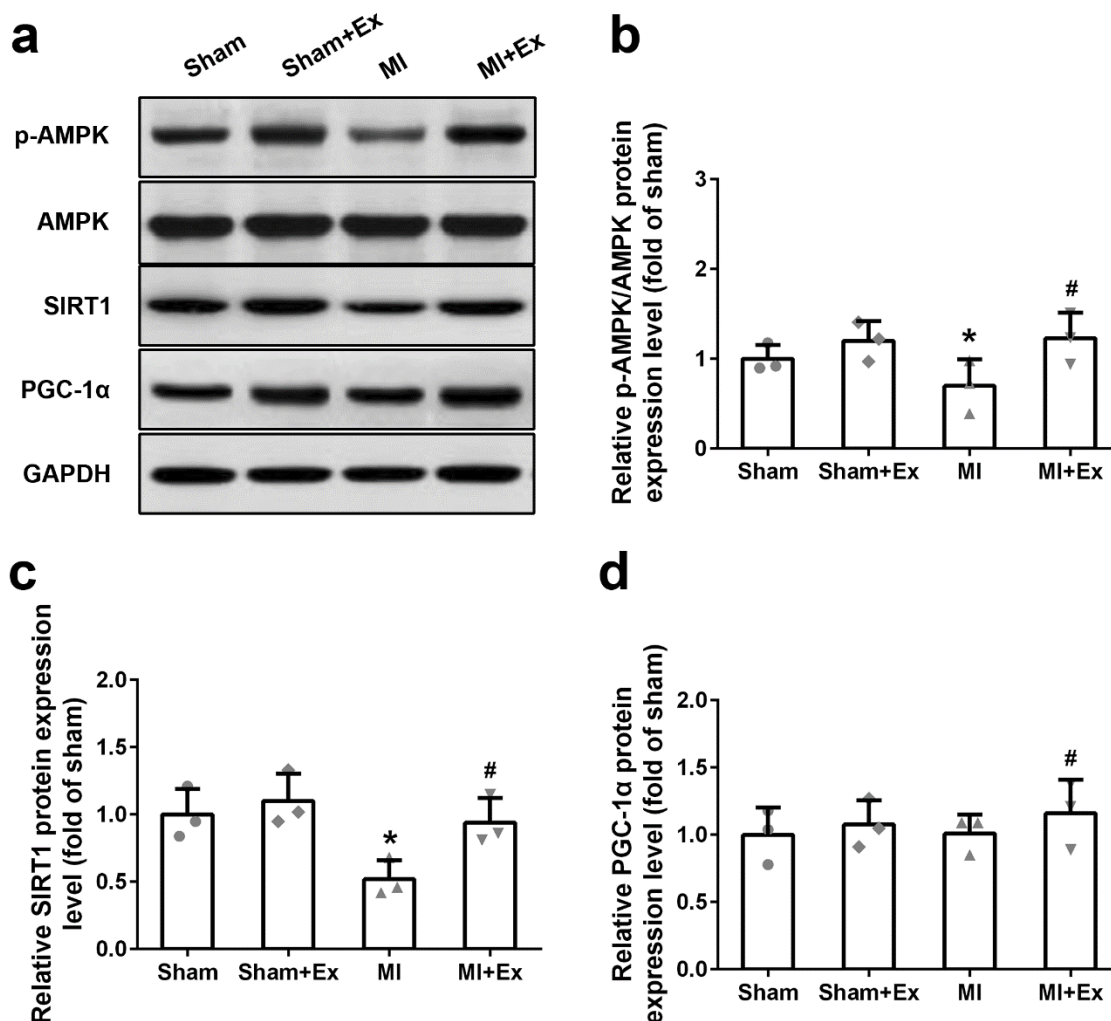 a
Sham
Sham+Ex
MI
MI+Ex
p-AMPK
AMPK
SIRT1
PGC-1α
GAPDH
b
Relative p-AMPK/AMPK protein
expression level (fold of sham)
3
2
1
0
*
#
Sham
Sham+Ex
MI
MI+Ex
c
Relative SIRT1 protein expression
level (fold of sham)
2.0
1.5
1.0
0.5
0.0
*
#
Sham
Sham+Ex
MI
MI+Ex
d
Relative PGC-1α protein
expression level (fold of sham)
2.0
1.5
1.0
0.5
0.0
#
Sham
Sham+Ex
MI
MI+Ex